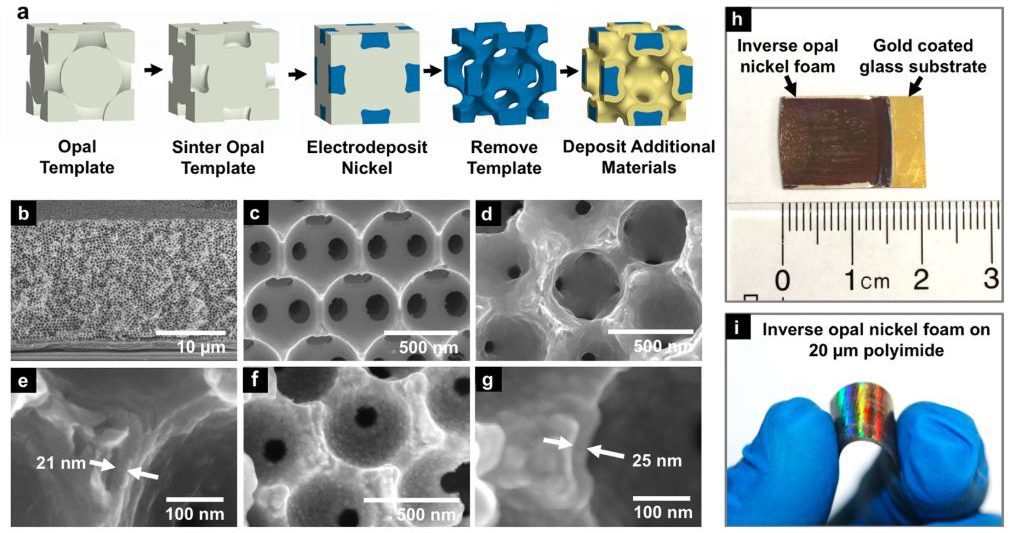 a
Opal
Template
Sinter Opal
Template
Electrodeposit
Nickel
Remove
Template
Deposit Additional
Materials
b
10 µm
c
500 nm
d
500 nm
e
21 nm
100 nm
f
500 nm
g
25 nm
100 nm
h
Inverse opal
nickel foam
Gold coated
glass substrate
0 1 cm 2 3
i
Inverse opal nickel foam on
20 µm polyimide